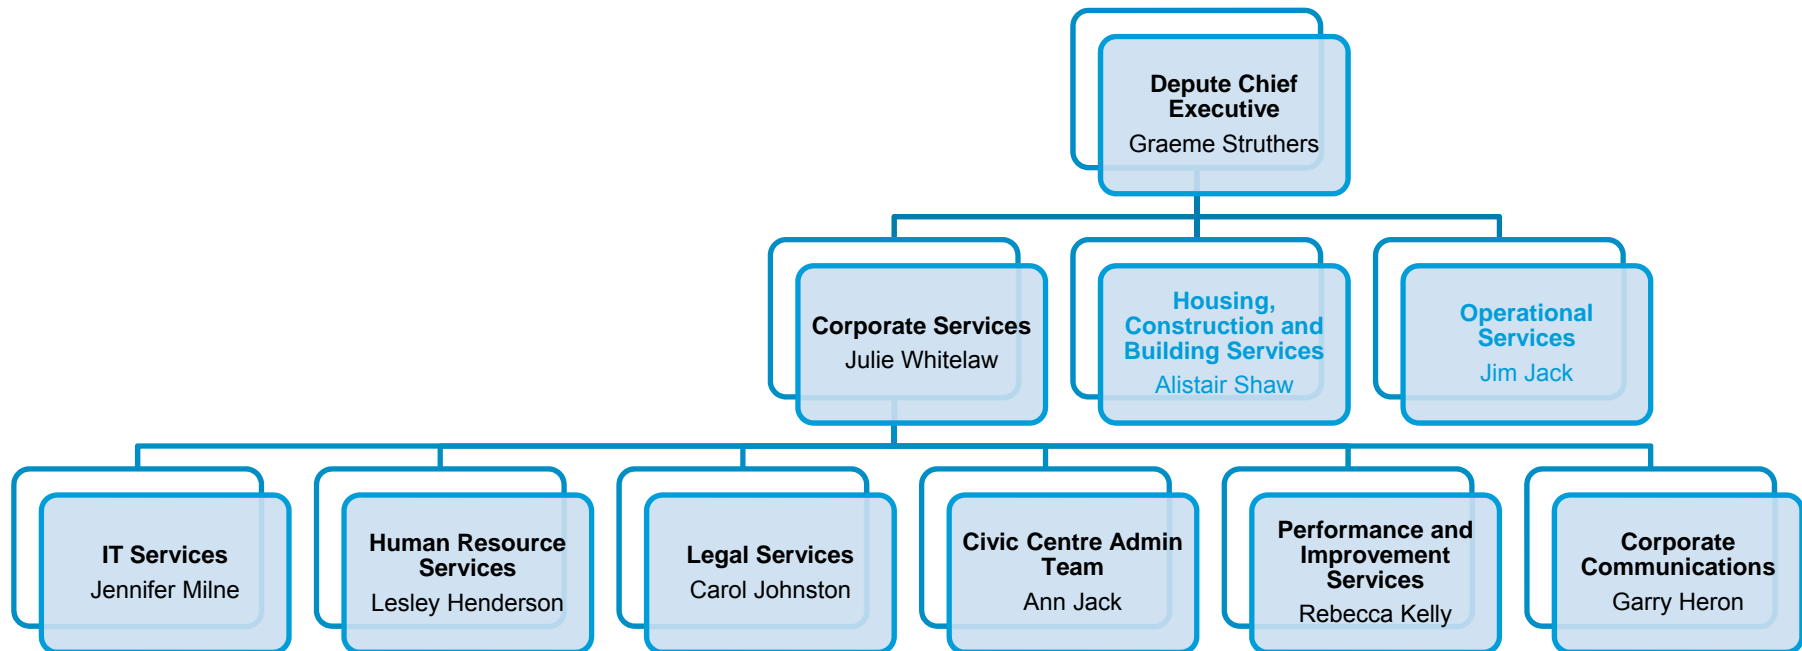 Depute Chief
Executive
Graeme Struthers
Corporate Services
Julie Whitelaw
Housing,
Construction and
Building Services
Alistair Shaw
Operational
Services
Jim Jack
IT Services
Jennifer Milne
Human Resource
Services
Lesley Henderson
Legal Services
Carol Johnston
Civic Centre Admin
Team
Ann Jack
Performance and
Improvement
Services
Rebecca Kelly
Corporate
Communications
Garry Heron